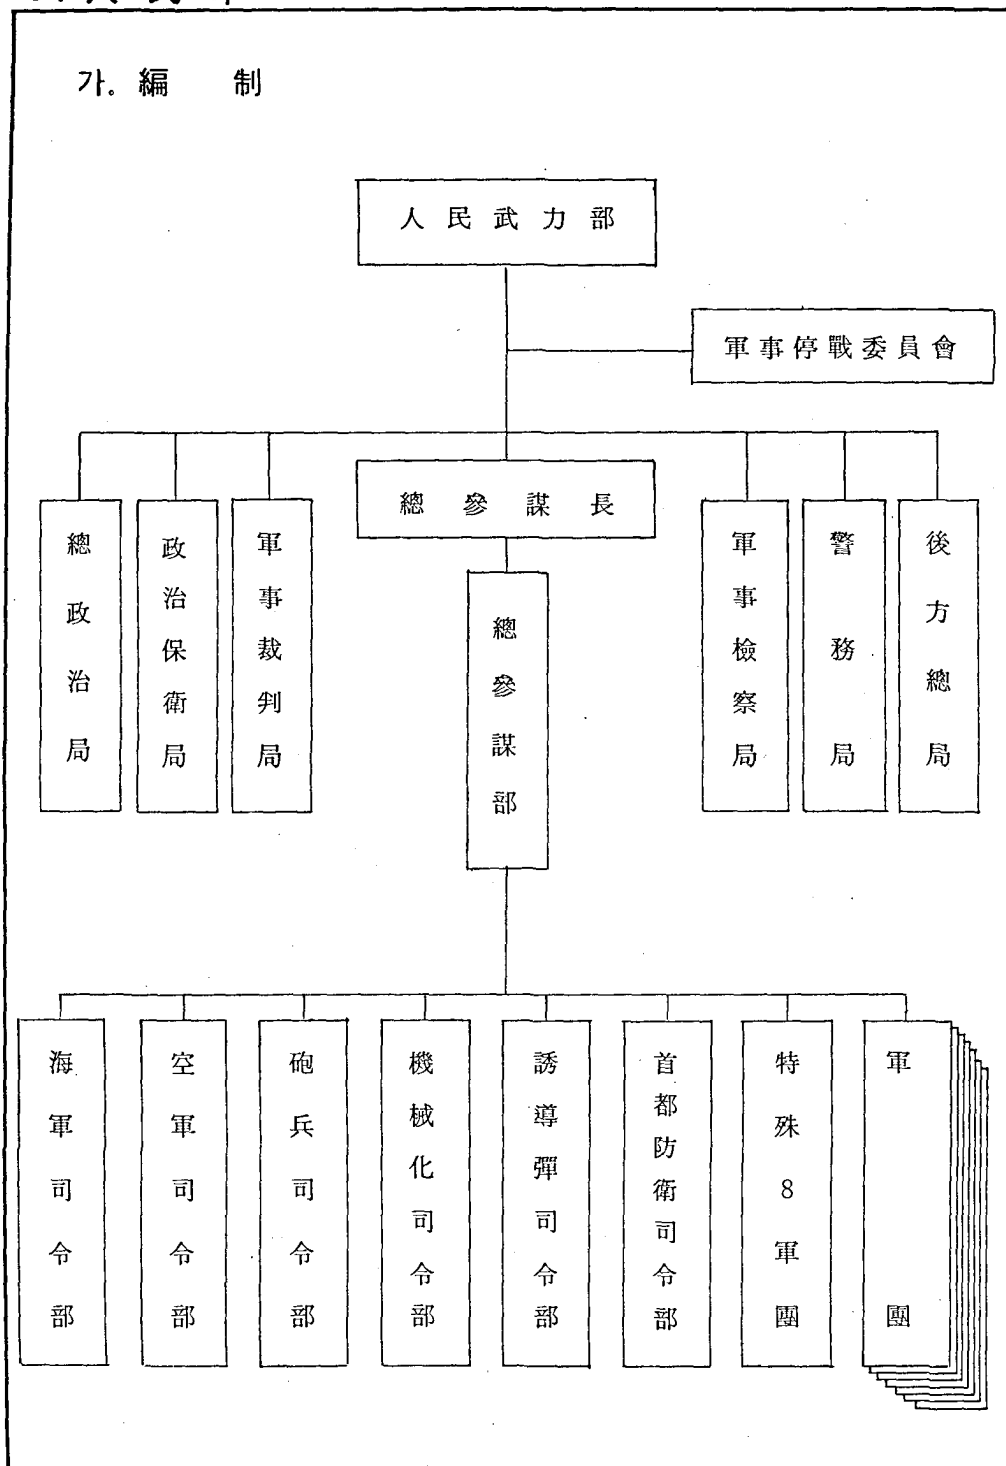 가. 編 制
人民武力部
軍事停戰委員會
總參謀長
總政治局
政治保衛局
軍事裁判局
總參謀部
軍事檢察局
警務局
後方總局
海軍司令部
空軍司令部
砲兵司令部
機械化司令部
誘導彈司令部
首都防衛司令部
特殊8軍團
軍團